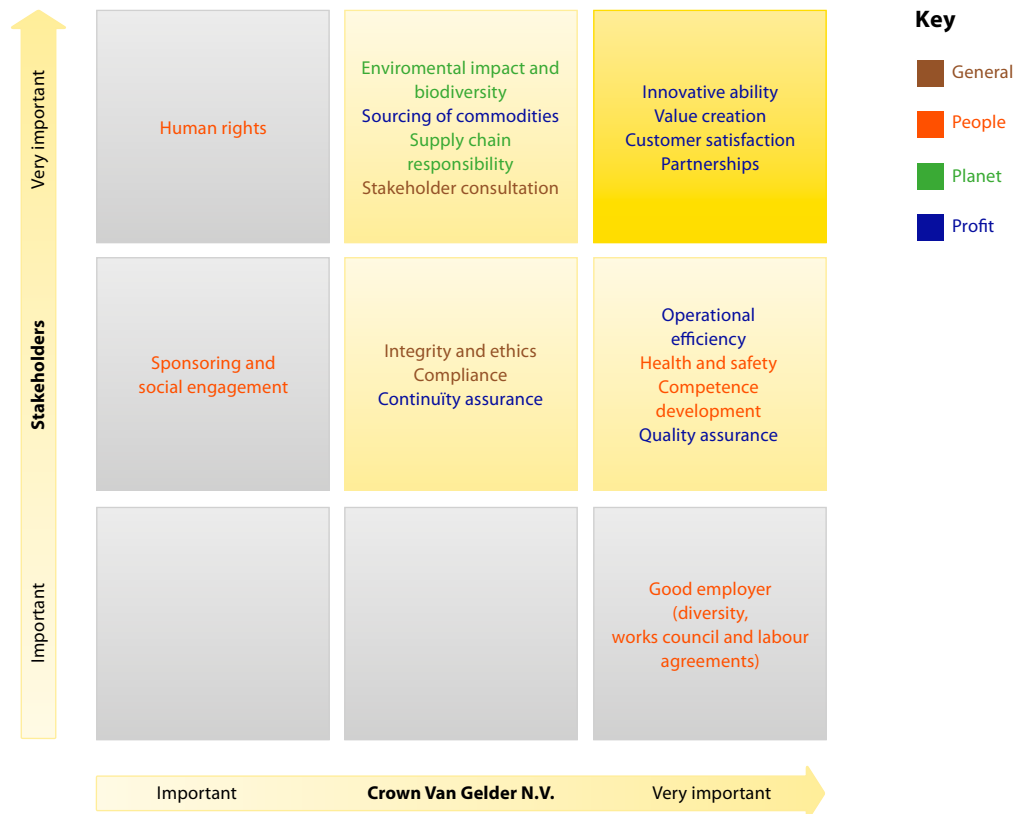 Key
General
People
Planet
Profit
Very important
Stakeholders
Important
Human rights
Enviromental impact and
biodiversity
Sourcing of commodities
Supply chain
responsibility
Stakeholder consultation
Innovative ability
Value creation
Customer satisfaction
Partnerships
Sponsoring and
social engagement
Integrity and ethics
Compliance
Continuïty assurance
Operational
efficiency
Health and safety
Competence
development
Quality assurance
Good employer
(diversity,
works council and labour
agreements)
Important
Crown Van Gelder N.V.
Very important